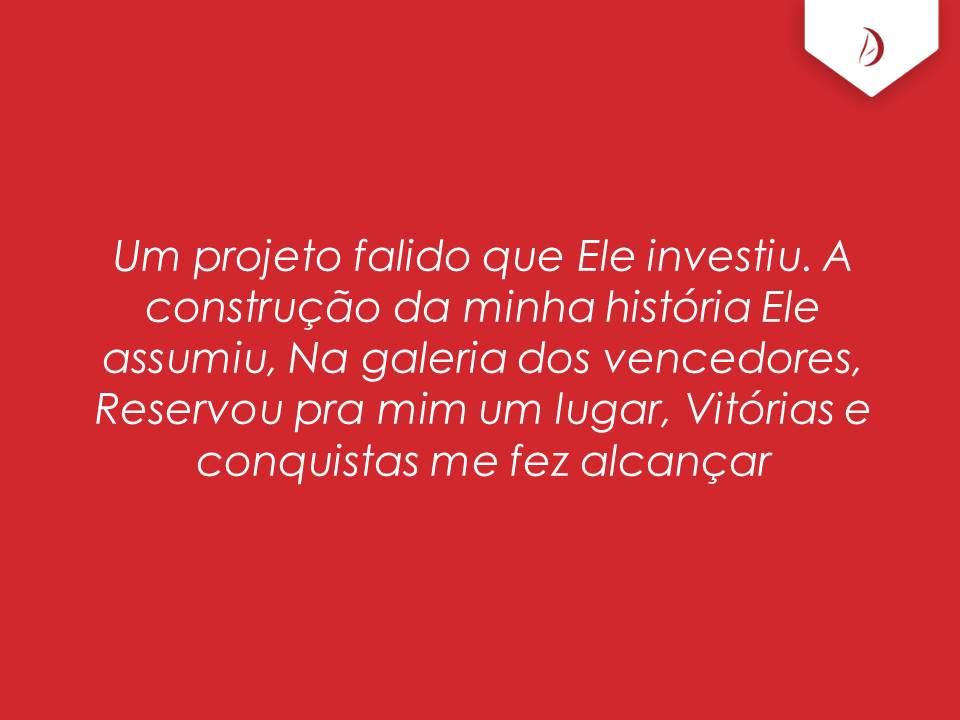 Um projeto falido que Ele investiu. A
construção da minha história Ele
assumiu, Na galeria dos vencedores,
Reservou pra mim um lugar, Vitórias e
conquistas me fez alcançar